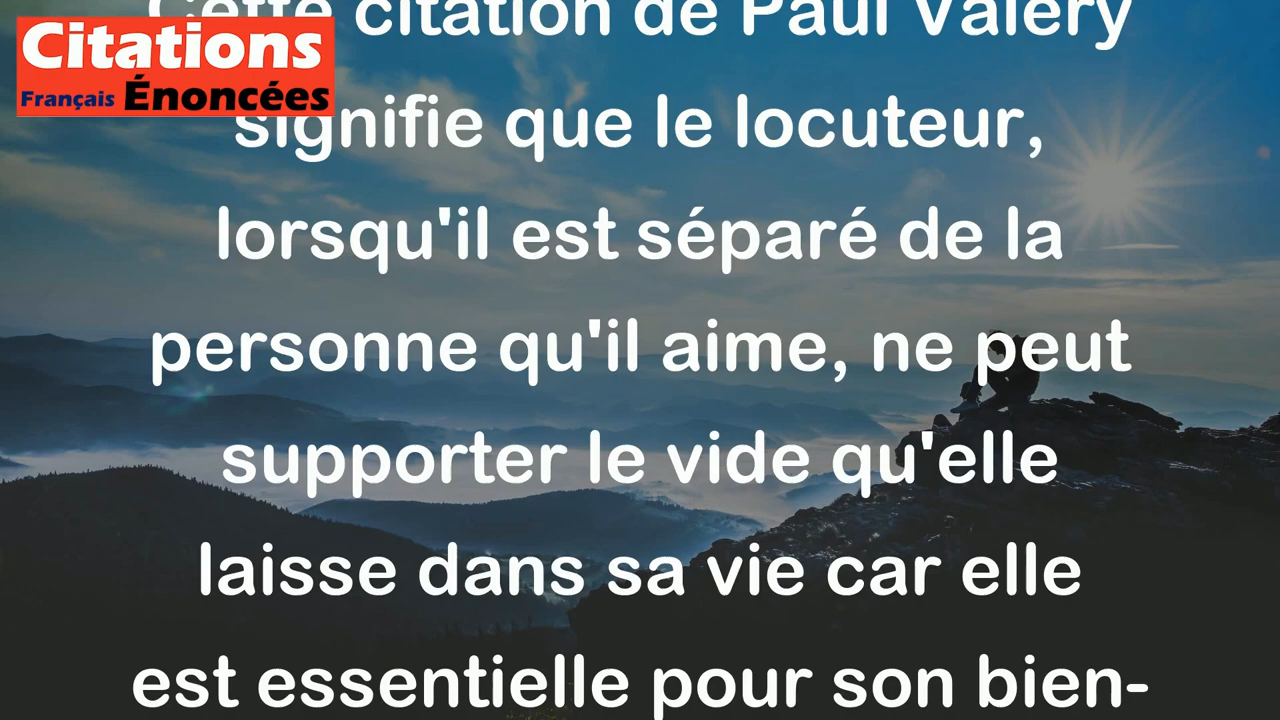 Citations
Français Énoncées
Cette citation de Paul Valéry
signifie que le locuteur,
lorsqu'il est séparé de la
personne qu'il aime, ne peut
supporter le vide qu'elle
laisse dans sa vie car elle
est essentielle pour son bien-